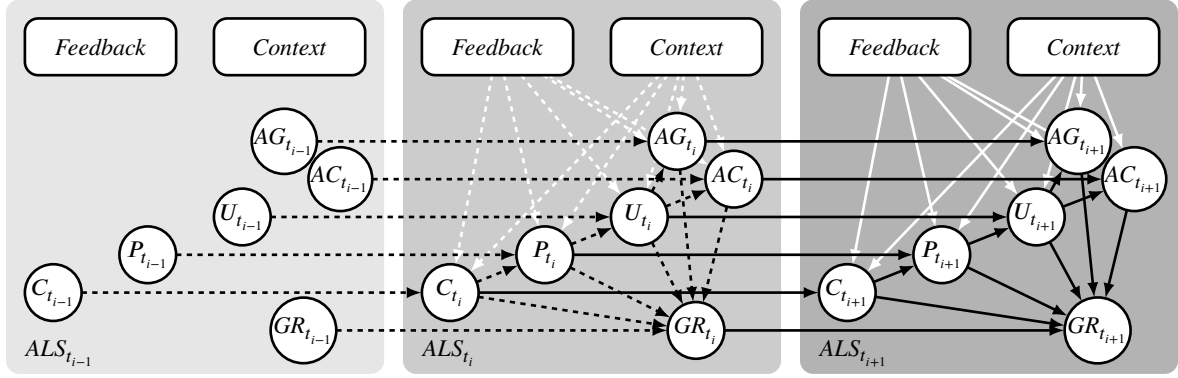 Feedback Context Feedback Context Feedback Context
AG_{t_{i-1}} AG_{t_i} AG_{t_{i+1}}
AC_{t_{i-1}} AC_{t_i} AC_{t_{i+1}}
U_{t_{i-1}} U_{t_i} U_{t_{i+1}}
P_{t_{i-1}} P_{t_i} P_{t_{i+1}}
C_{t_{i-1}} C_{t_i} C_{t_{i+1}}
GR_{t_{i-1}} GR_{t_i} GR_{t_{i+1}}
ALS_{t_{i-1}} ALS_{t_i} ALS_{t_{i+1}}